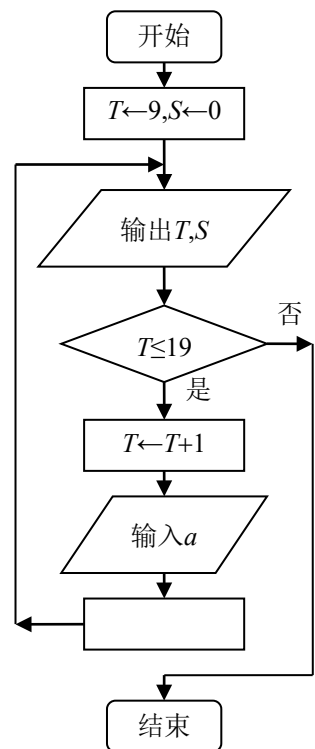 开始
T←9,S←0
输出T,S
否
T≤19
是
T←T+1
输入a
结束